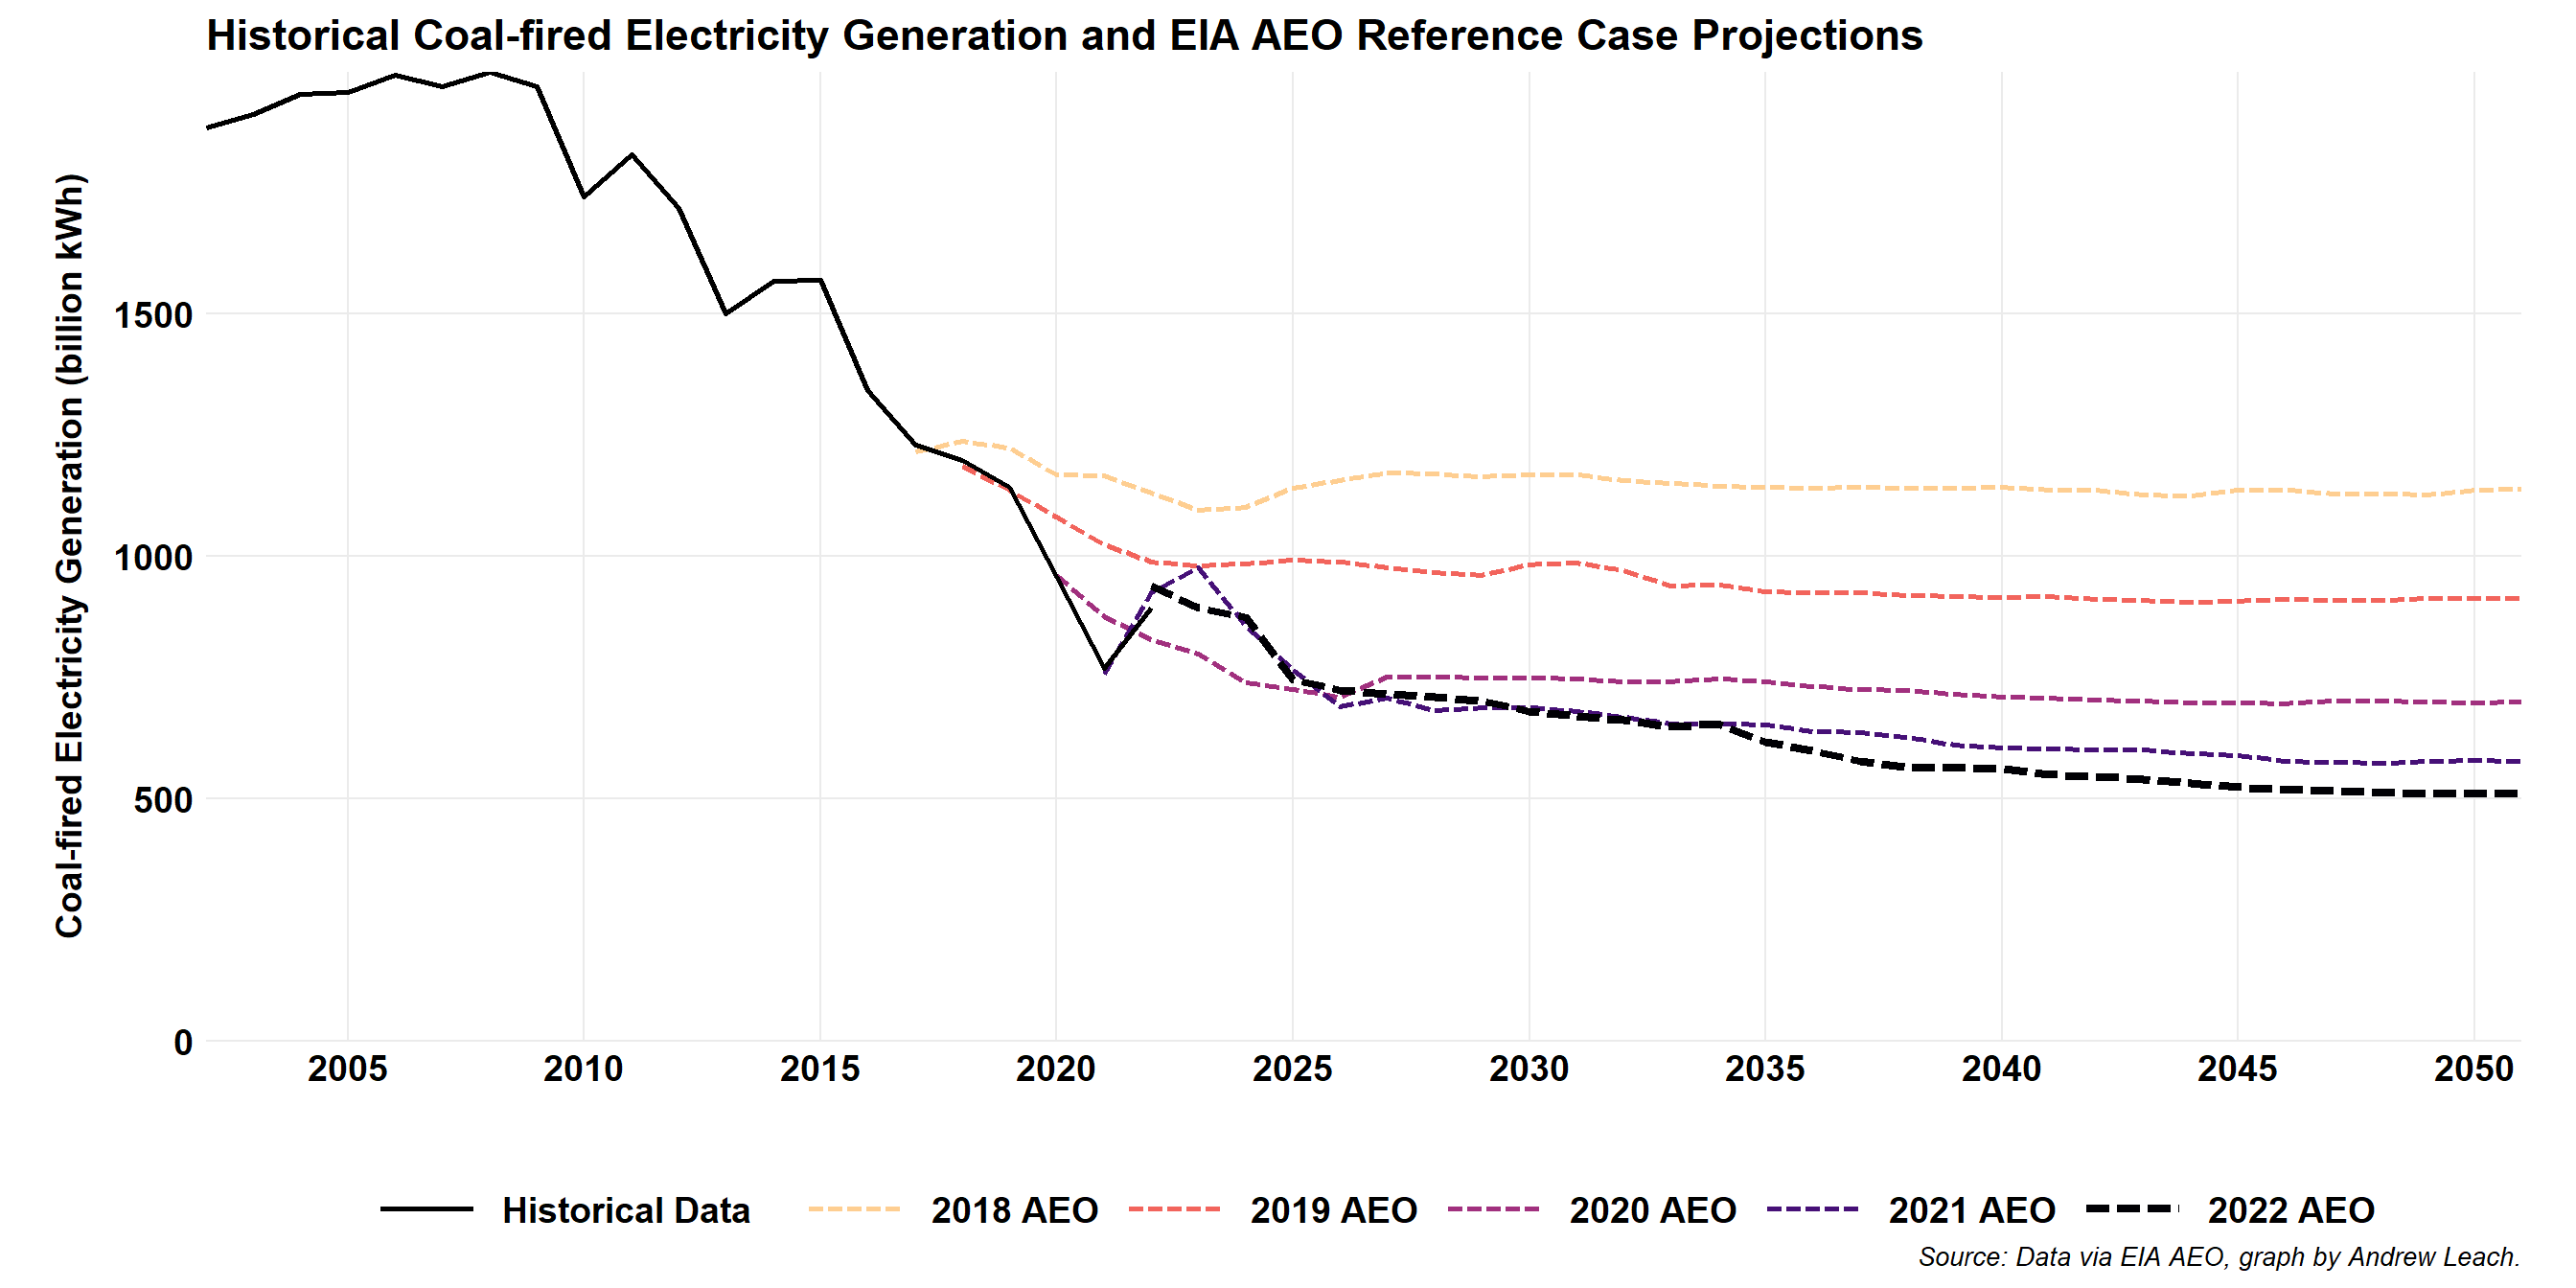 Historical Coal-fired Electricity Generation and EIA AEO Reference Case Projections
Coal-fired Electricity Generation (billion kWh)
1500
1000
500
0
2005 2010 2015 2020 2025 2030 2035 2040 2045 2050
Historical Data 2018 AEO 2019 AEO 2020 AEO 2021 AEO 2022 AEO
Source: Data via EIA AEO, graph by Andrew Leach.